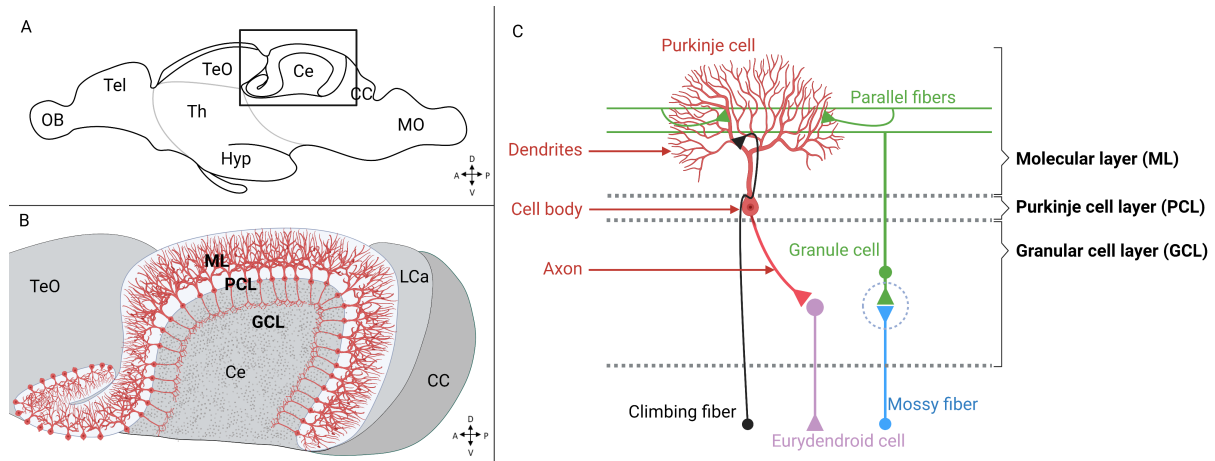 A
Tel
TeO
Ce
CC
OB
Th
MO
Hyp
D
A P
V
B
TeO
ML
PCL
GCL
LCa
Ce
CC
D
A P
V
C
Purkinje cell
Parallel fibers
Dendrites
Molecular layer (ML)
Cell body
Purkinje cell layer (PCL)
Granule cell
Granular cell layer (GCL)
Axon
Climbing fiber
Mossy fiber
Eurydendroid cell